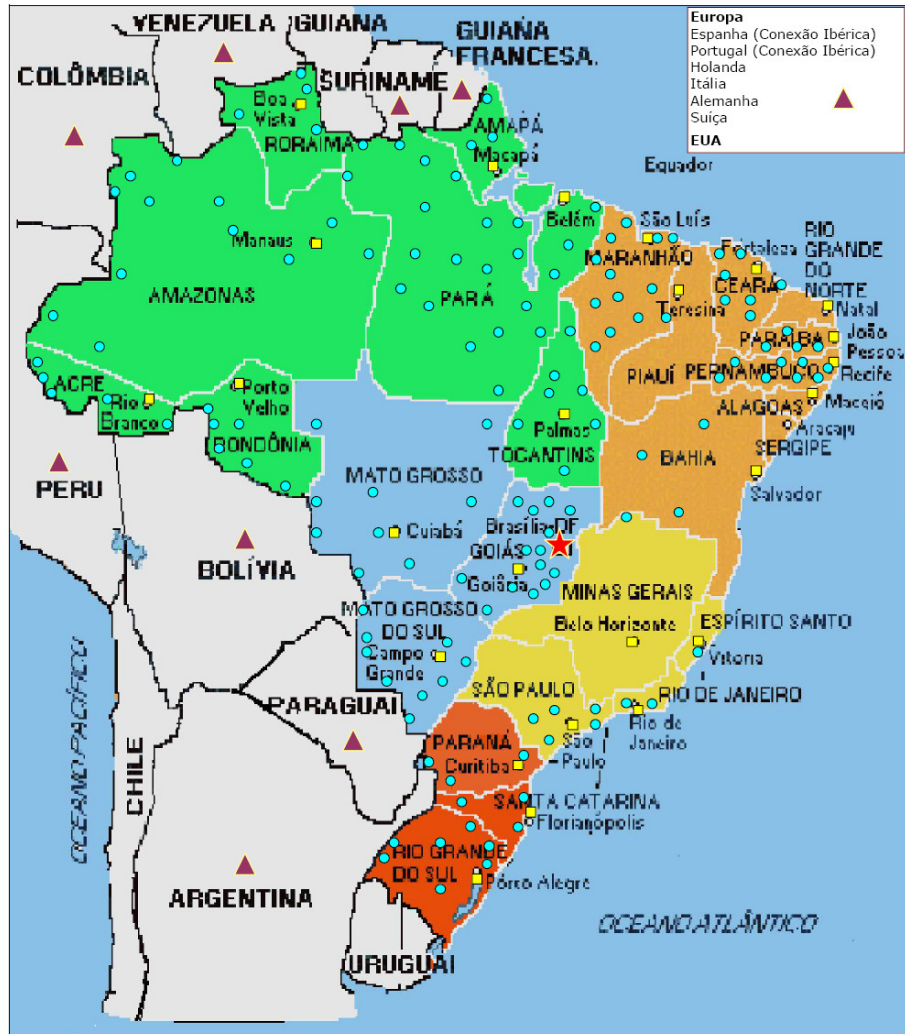 VENEZUELA
GUIANA
GUIANA
FRANCESA.
COLÔMBIA
SURINAME
Europa
Espanha (Conexão Ibérica)
Portugal (Conexão Ibérica)
Holanda
Itália
Alemanha
Suíça
EUA
Boa
Vista
RORAIMA
AMAPÁ
Macapá
Equador
Belém
São Luís
MARANHÃO
Fortaleza
RIO
GRANDE
DO
NORTE
Manaus
AMAZONAS
PARÁ
CEARÁ
Teresina
Natal
PARAÍBA
João
Pessoa
PIAUÍ
PERNAMBUCO
Recife
ACRE
Rio
Branco
Porto
Velho
RONDÔNIA
Palmas
TOCANTINS
ALAGOAS
Maceió
Aracaju
SERGIPE
BAHIA
Salvador
MATO GROSSO
PERU
Cuiabá
Brasília-DF
GOIÁS
Goiânia
BOLÍVIA
MINAS GERAIS
Belo Horizonte
ESPÍRITO SANTO
Vitoria
MATO GROSSO
DO SUL
Campo
Grande
SÃO PAULO
RIO DE JANEIRO
Rio de
Janeiro
São
Paulo
PARAGUAI
PARANÁ
Curitiba
SANTA CATARINA
Florianópolis
OCEANO PACÍFICO
CHILE
RIO GRANDE
DO SUL
Pôrto Alegre
ARGENTINA
OCEANO ATLÂNTICO
URUGUAI